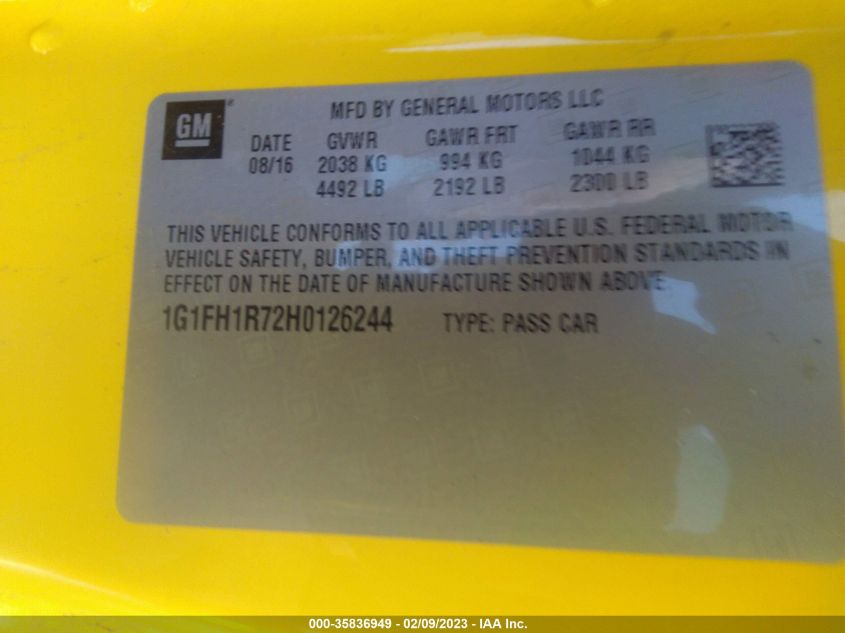 GM ®
MFD BY GENERAL MOTORS LLC
DATE GVWR GAWR FRT GAWR RR
08/16 2038 KG 994 KG 1044 KG
4492 LB 2192 LB 2300 LB
THIS VEHICLE CONFORMS TO ALL APPLICABLE U.S. FEDERAL MOTOR
VEHICLE SAFETY, BUMPER, AND THEFT PREVENTION STANDARDS IN
EFFECT ON THE DATE OF MANUFACTURE SHOWN ABOVE
1G1FH1R72H0126244 TYPE: PASS CAR
000-35836949 - 02/09/2023 - IAA Inc.